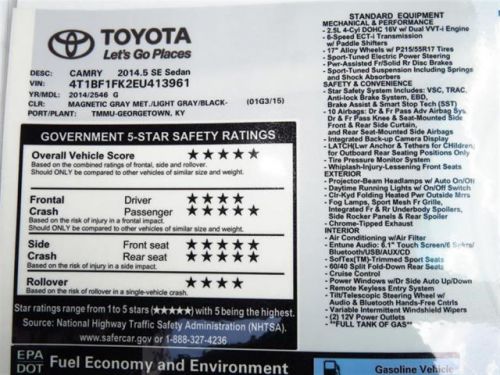 TOYOTA
Let's Go Places
DESC: CAMRY 2014.5 SE Sedan
VIN: 4T1BF1FK2EU413961
YR/MDL: 2014/2546 G
CLR: MAGNETIC GRAY MET./LIGHT GRAY/BLACK- (01G3/15)
PORT/PLANT: TMMU-GEORGETOWN, KY
GOVERNMENT 5-STAR SAFETY RATINGS
Overall Vehicle Score ★★★★★
Based on the combined ratings of frontal, side and rollover.
Should ONLY be compared to other vehicles of similar size and weight.
Frontal Driver ★★★★
Crash Passenger ★★★★
Based on the risk of injury in a frontal impact.
Should ONLY be compared to other vehicles of similar size and weight.
Side Front seat ★★★★★
Crash Rear seat ★★★★★
Based on the risk of injury in a side impact.
Rollover ★★★★
Based on the risk of rollover in a single-vehicle crash.
Star ratings range from 1 to 5 stars (★★★★★) with 5 being the highest.
Source: National Highway Traffic Safety Administration (NHTSA).
www.safercar.gov or 1-888-327-4236
EPA
DOT Fuel Economy and Environment
Gasoline Vehicle
STANDARD EQUIPMENT
MECHANICAL & PERFORMANCE
- 2.5L 4-Cyl DOHC 16V w/ Dual VVT-i Engine
- 6-Speed ECT-i Transmission
w/ Paddle Shifters
- 17" Alloy Wheels w/ P215/55R17 Tires
- Sport-Tuned Electric Power Steering
- Pwr-Assisted Fr/Solid Rr Disc Brakes
- Sport-Tuned Suspension Including Springs
and Shock Absorbers
SAFETY & CONVENIENCE
- Star Safety System Includes: VSC, TRAC,
Anti-lock Brake System, EBD,
Brake Assist & Smart Stop Tech (SST)
- 10 Airbags: Dr & Fr Pass Adv Airbag Sys,
Dr & Fr Pass Knee & Seat-Mounted Side
Front & Rear Side Curtain,
and Rear Seat-Mounted Side Airbags
- Integrated Back-up Camera Display
- LATCH(Lwr Anchor & Tethers for Children)
for Outboard Rear Seating Positions Only
- Tire Pressure Monitor System
- Whiplash-Injury-Lessening Front Seats
EXTERIOR
- Projector-Beam Headlamps w/ Auto On/Off
- Daytime Running Lights w/ On/Off Switch
- Clr-Kyd Folding Heated Pwr Outside Mrrs
- Fog Lamps, Sport Mesh Fr Grille,
Integrated Fr & Rr Underbody Spoilers,
Side Rocker Panels & Rear Spoiler
- Chrome-Tipped Exhaust
INTERIOR
- Air Conditioning w/Air Filter
- Entune Audio: 6.1" Touch Screen/6 Spkrs/
Bluetooth/USB/AUX/CD
- SofTex(TM)-Trimmed Sport Seats
- 60/40 Split Fold-Down Rear Seat
- Cruise Control
- Power Windows w/Dr Side Auto Up/Down
- Remote Keyless Entry System
- Tilt/Telescopic Steering Wheel w/
Audio & Bluetooth Hands-Free Cntrls
- Variable Intermittent Windshield Wipers
- (2) 12V Power Outlets
- **FULL TANK OF GAS**